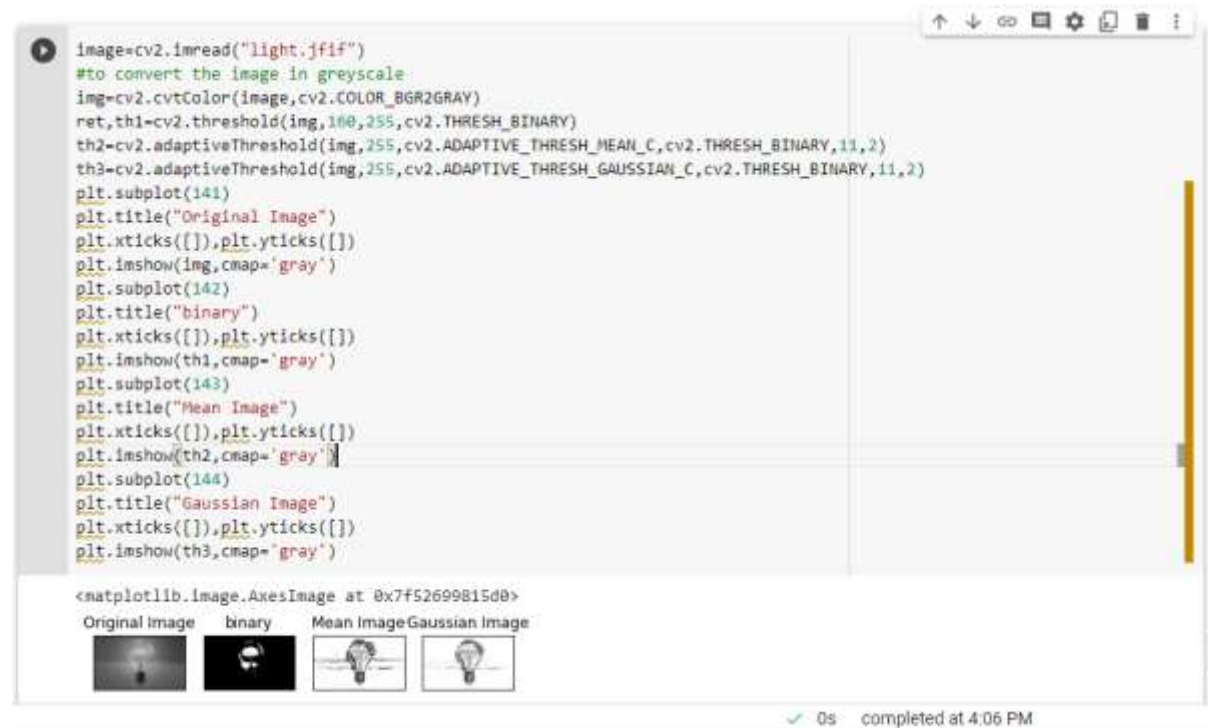 image=cv2.imread("light.jfif")
#to convert the image in greyscale
img=cv2.cvtColor(image,cv2.COLOR_BGR2GRAY)
ret,th1=cv2.threshold(img,160,255,cv2.THRESH_BINARY)
th2=cv2.adaptiveThreshold(img,255,cv2.ADAPTIVE_THRESH_MEAN_C,cv2.THRESH_BINARY,11,2)
th3=cv2.adaptiveThreshold(img,255,cv2.ADAPTIVE_THRESH_GAUSSIAN_C,cv2.THRESH_BINARY,11,2)
plt.subplot(141)
plt.title("Original Image")
plt.xticks([]),plt.yticks([])
plt.imshow(img,cmap='gray')
plt.subplot(142)
plt.title("binary")
plt.xticks([]),plt.yticks([])
plt.imshow(th1,cmap='gray')
plt.subplot(143)
plt.title("Mean Image")
plt.xticks([]),plt.yticks([])
plt.imshow(th2,cmap='gray')
plt.subplot(144)
plt.title("Gaussian Image")
plt.xticks([]),plt.yticks([])
plt.imshow(th3,cmap='gray')
<matplotlib.image.AxesImage at 0x7f52699815d0>
Original Image binary Mean Image Gaussian Image
0s completed at 4:06 PM